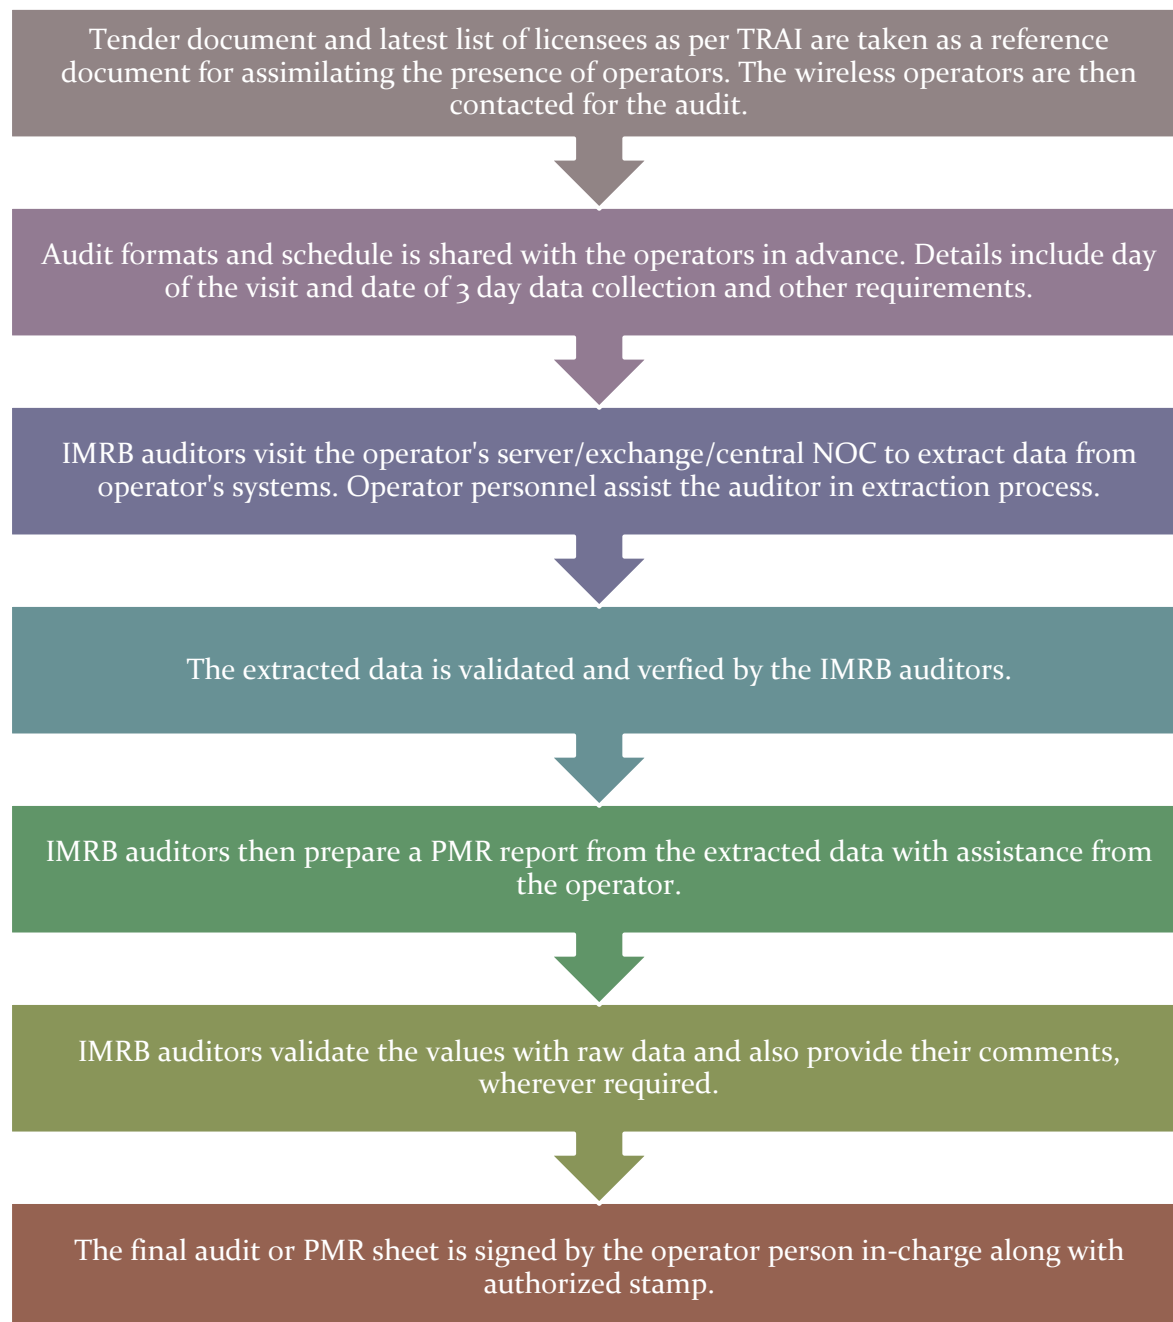 Tender document and latest list of licensees as per TRAI are taken as a reference
document for assimilating the presence of operators. The wireless operators are then
contacted for the audit.
Audit formats and schedule is shared with the operators in advance. Details include day
of the visit and date of 3 day data collection and other requirements.
IMRB auditors visit the operator's server/exchange/central NOC to extract data from
operator's systems. Operator personnel assist the auditor in extraction process.
The extracted data is validated and verfied by the IMRB auditors.
IMRB auditors then prepare a PMR report from the extracted data with assistance from
the operator.
IMRB auditors validate the values with raw data and also provide their comments,
wherever required.
The final audit or PMR sheet is signed by the operator person in-charge along with
authorized stamp.